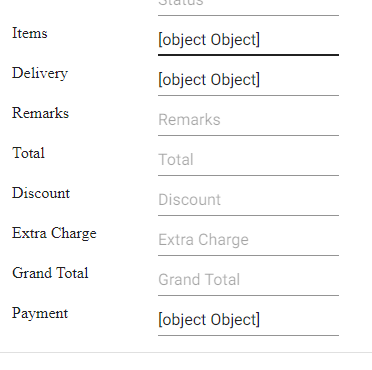 Status
Items [object Object]
Delivery [object Object]
Remarks Remarks
Total Total
Discount Discount
Extra Charge Extra Charge
Grand Total Grand Total
Payment [object Object]